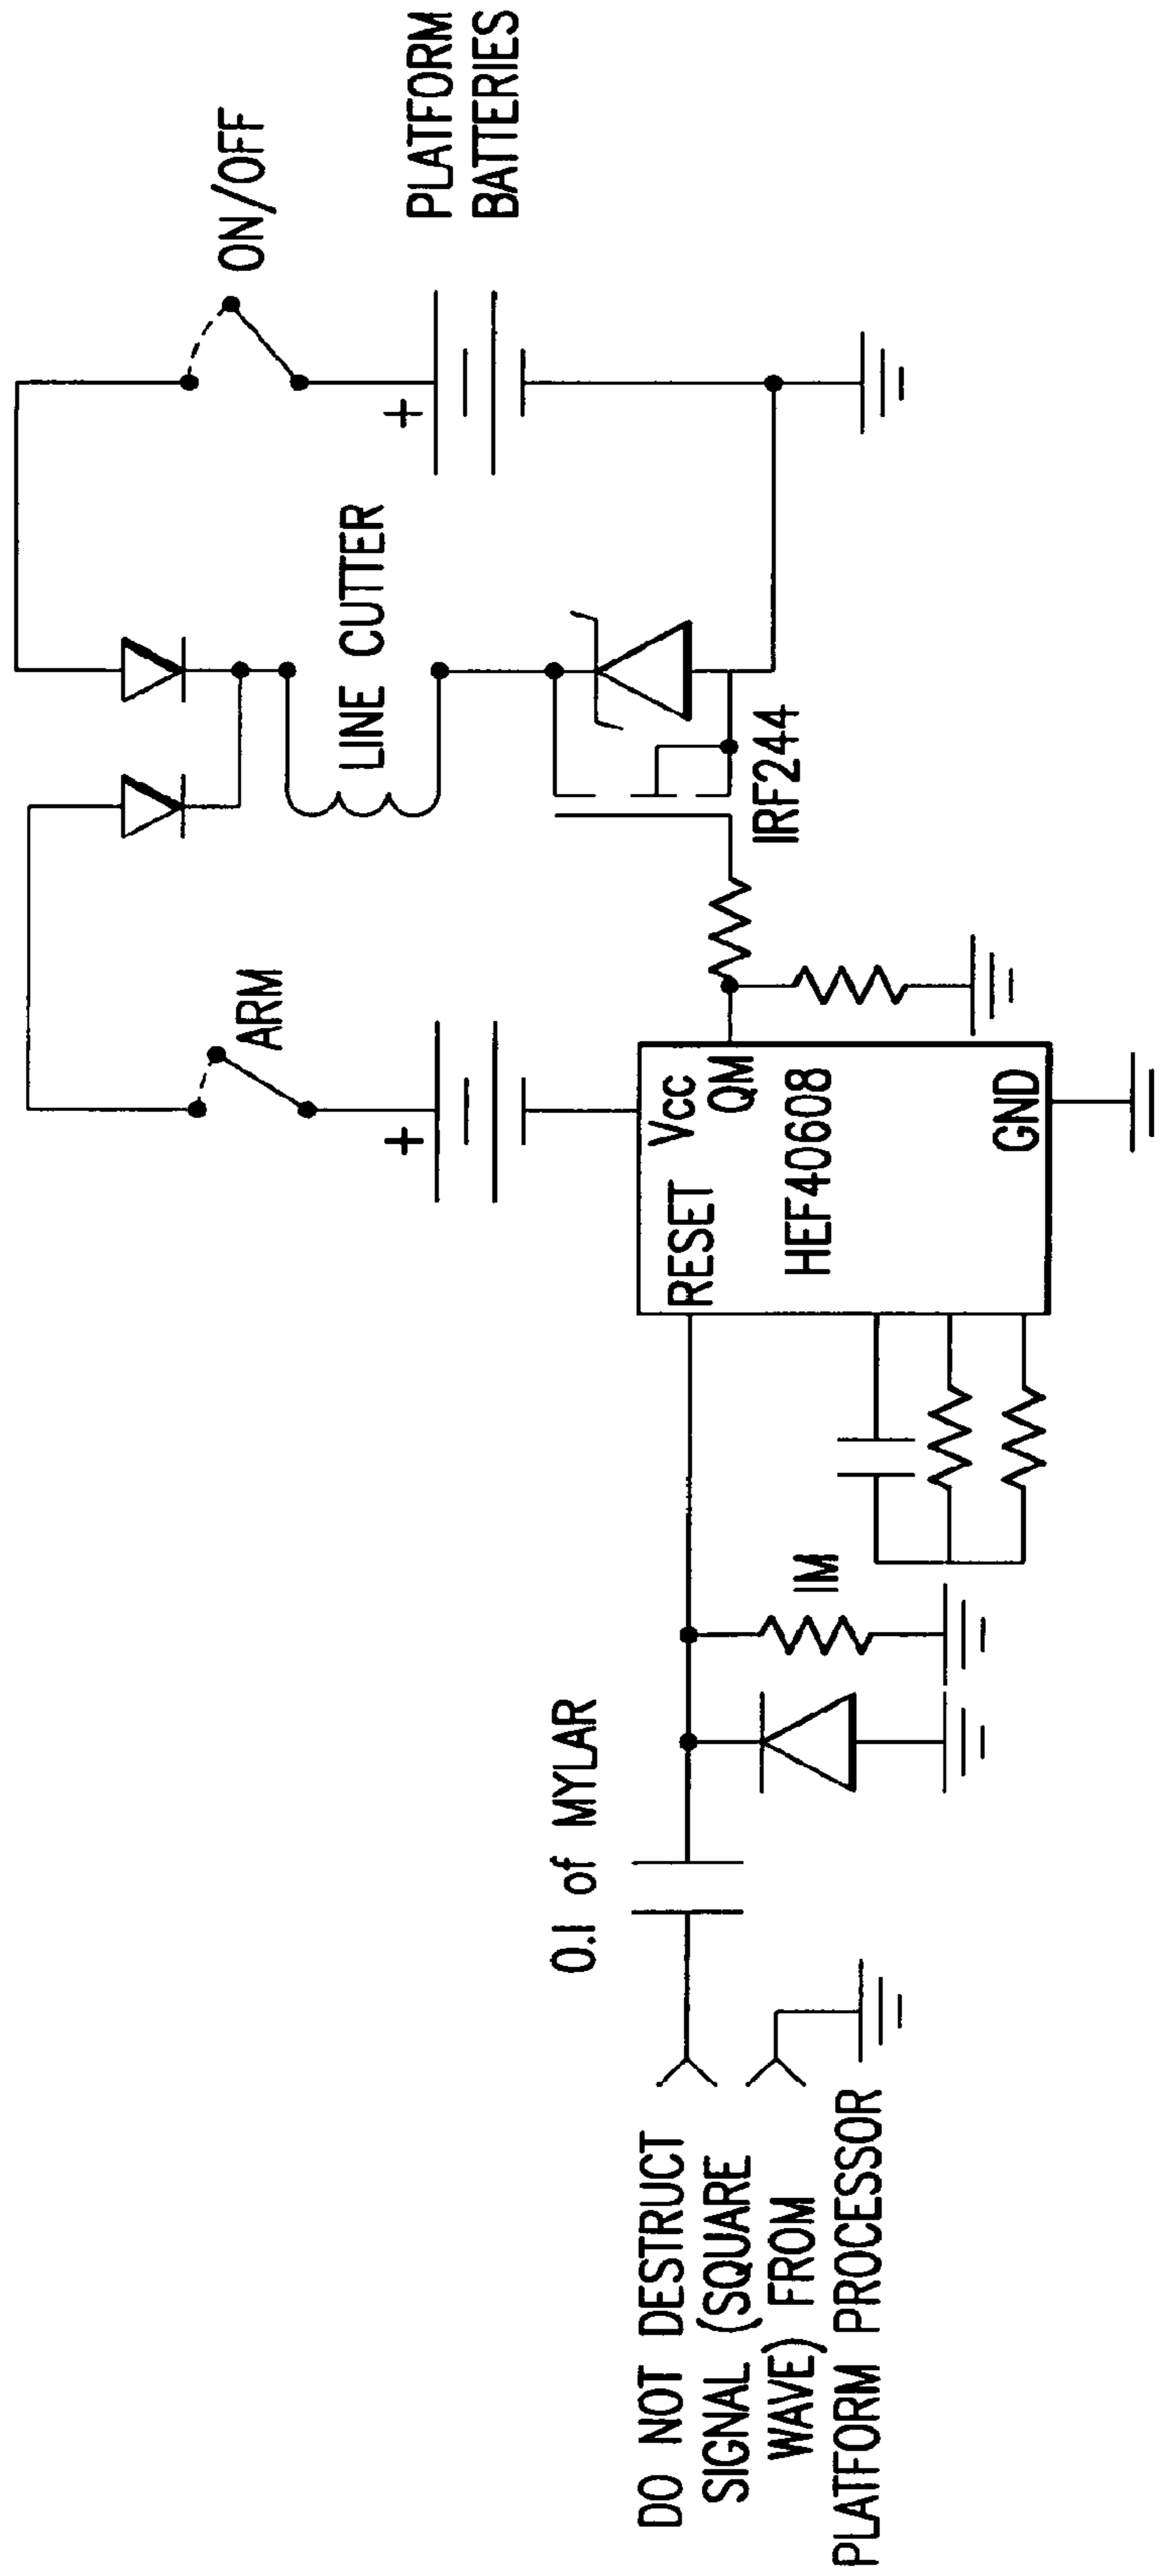 DO NOT DESTRUCT
SIGNAL (SQUARE
WAVE) FROM
PLATFORM PROCESSOR
0.1 of MYLAR
1M
RESET
Vcc
QM
HEF40608
GND
+
ARM
IRF244
LINE CUTTER
+
ON/OFF
PLATFORM
BATTERIES